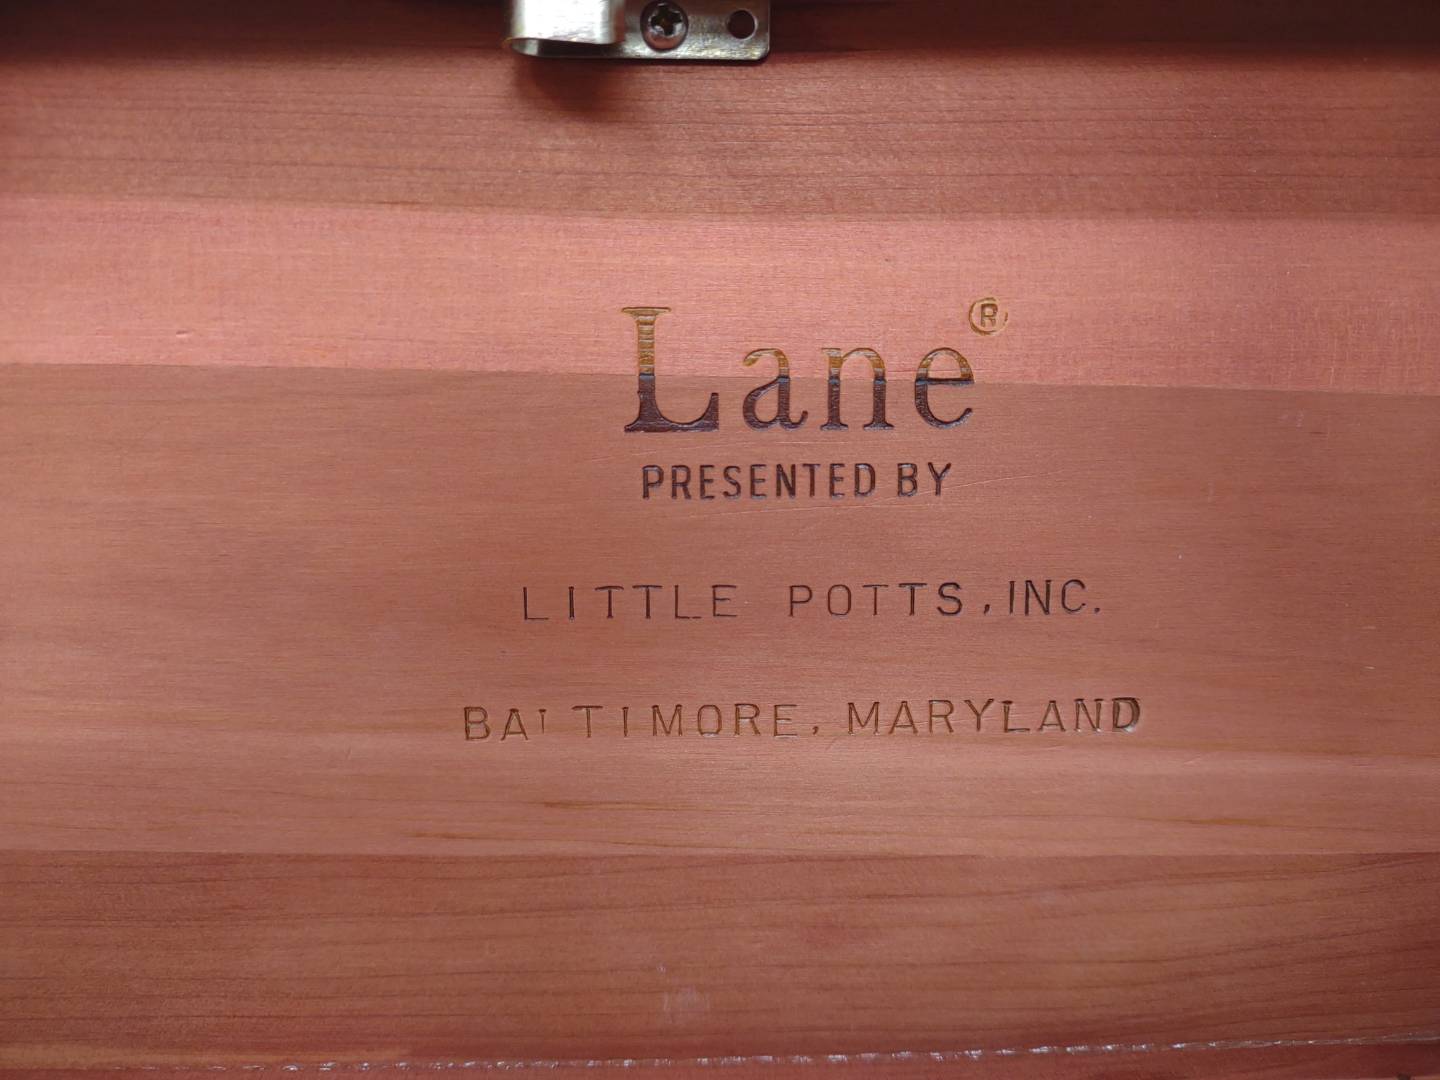 Lane®
PRESENTED BY
LITTLE POTTS, INC.
BALTIMORE, MARYLAND